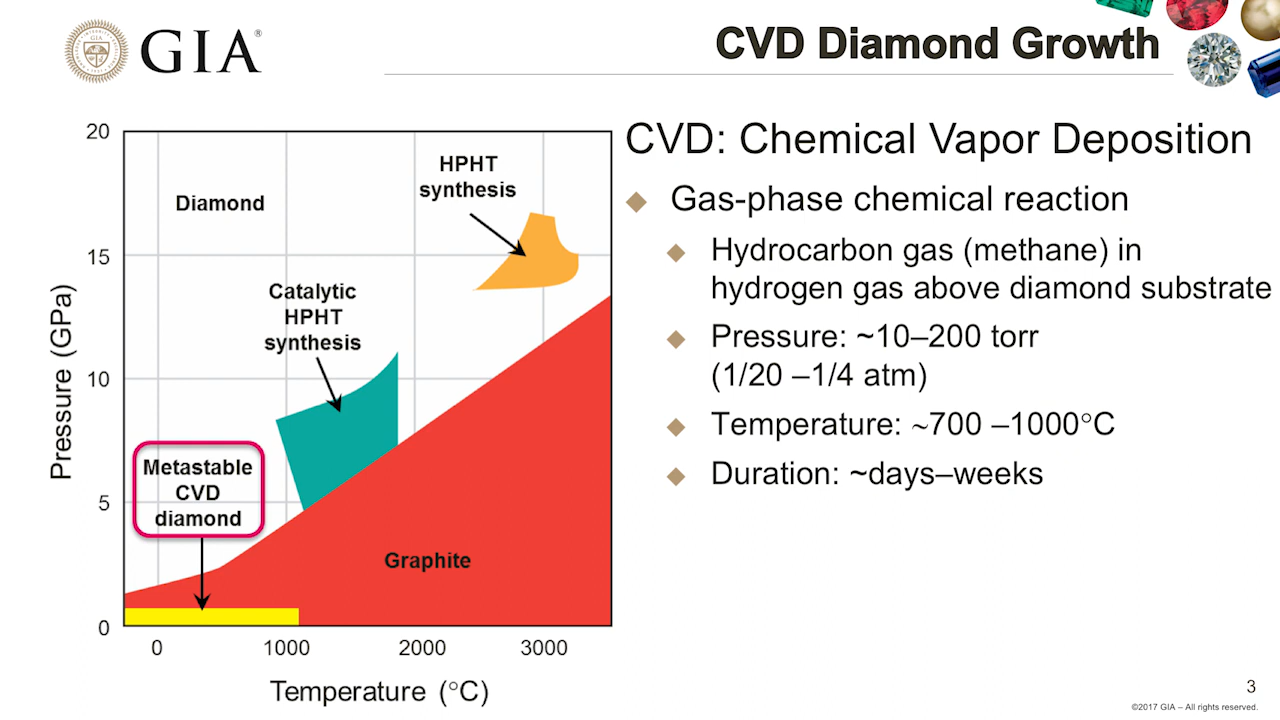 GIA®
CVD Diamond Growth
CVD: Chemical Vapor Deposition
Gas-phase chemical reaction
Hydrocarbon gas (methane) in
hydrogen gas above diamond substrate
Pressure: ~10–200 torr
(1/20 –1/4 atm)
Temperature: ~700 –1000°C
Duration: ~days–weeks
Pressure (GPa)
20
15
10
5
0
Diamond
HPHT
synthesis
Catalytic
HPHT
synthesis
Metastable
CVD
diamond
Graphite
0 1000 2000 3000
Temperature (°C)
3
©2017 GIA – All rights reserved.